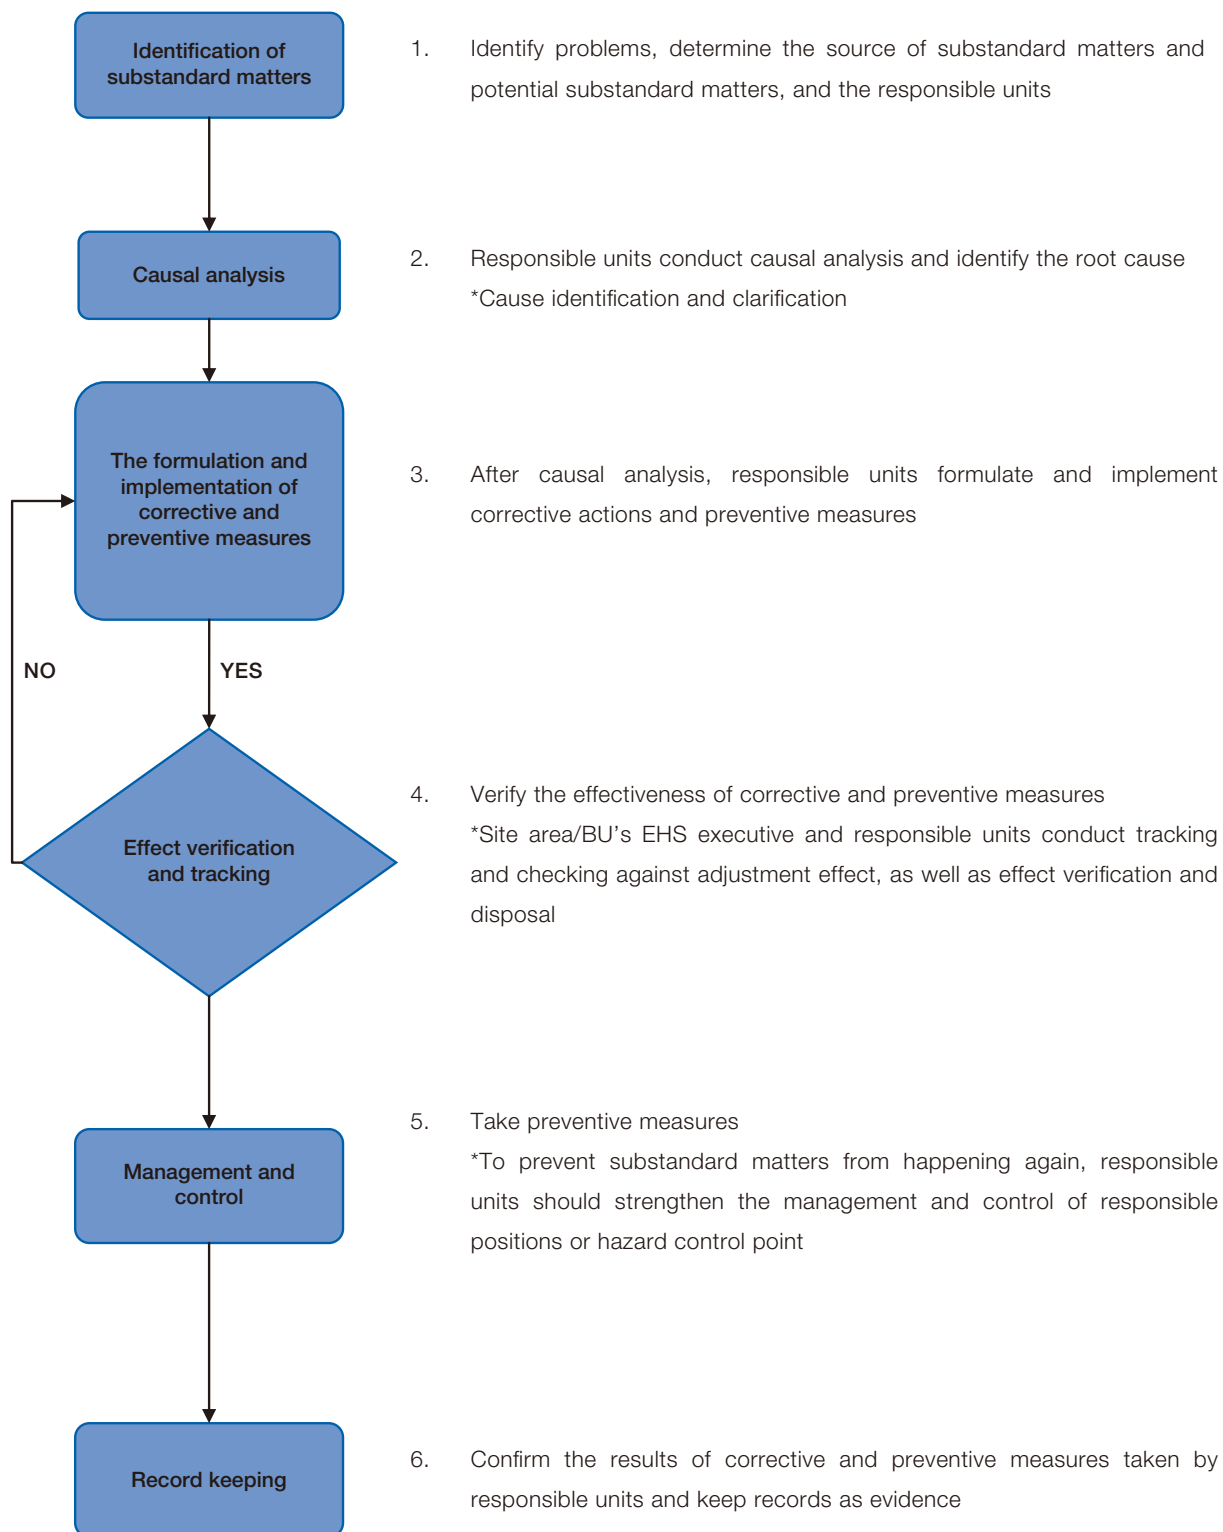 Identification of
substandard matters
1. Identify problems, determine the source of substandard matters and
potential substandard matters, and the responsible units
Causal analysis
2. Responsible units conduct causal analysis and identify the root cause
*Cause identification and clarification
The formulation and
implementation of
corrective and
preventive measures
3. After causal analysis, responsible units formulate and implement
corrective actions and preventive measures
NO
YES
Effect verification
and tracking
4. Verify the effectiveness of corrective and preventive measures
*Site area/BU’s EHS executive and responsible units conduct tracking
and checking against adjustment effect, as well as effect verification and
disposal
Management and
control
5. Take preventive measures
*To prevent substandard matters from happening again, responsible
units should strengthen the management and control of responsible
positions or hazard control point
Record keeping
6. Confirm the results of corrective and preventive measures taken by
responsible units and keep records as evidence